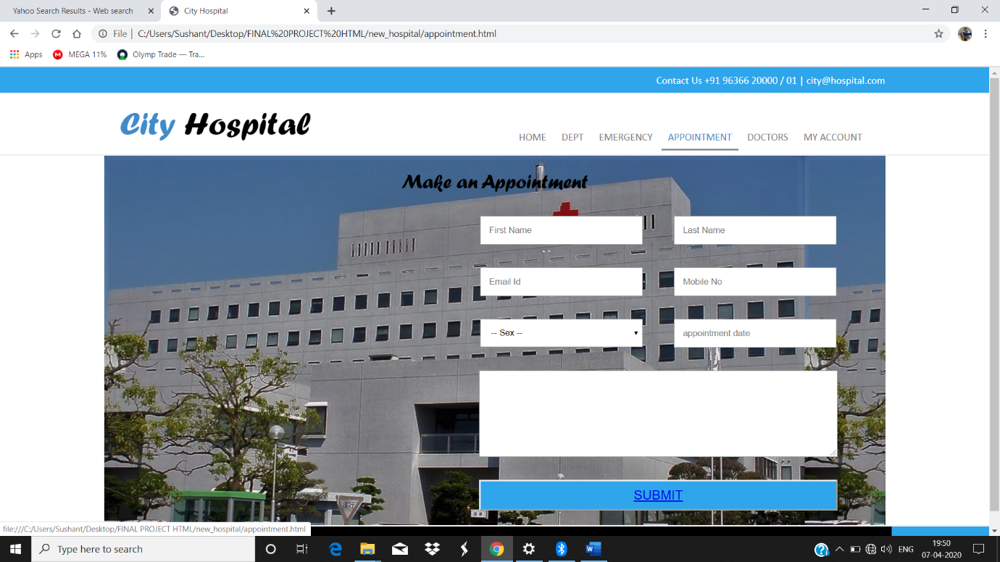 Yahoo Search Results - Web search
City Hospital
File | C:/Users/Sushant/Desktop/FINAL%20PROJECT%20HTML/new_hospital/appointment.html
Apps MEGA 11% Olymp Trade — Tra...
Contact Us +91 96366 20000 / 01 | city@hospital.com
City Hospital
HOME DEPT EMERGENCY APPOINTMENT DOCTORS MY ACCOUNT
Make an Appointment
First Name Last Name
Email Id Mobile No
-- Sex -- appointment date
SUBMIT
file:///C:/Users/Sushant/Desktop/FINAL PROJECT HTML/new_hospital/appointment.html
Type here to search
ENG
19:50
07-04-2020